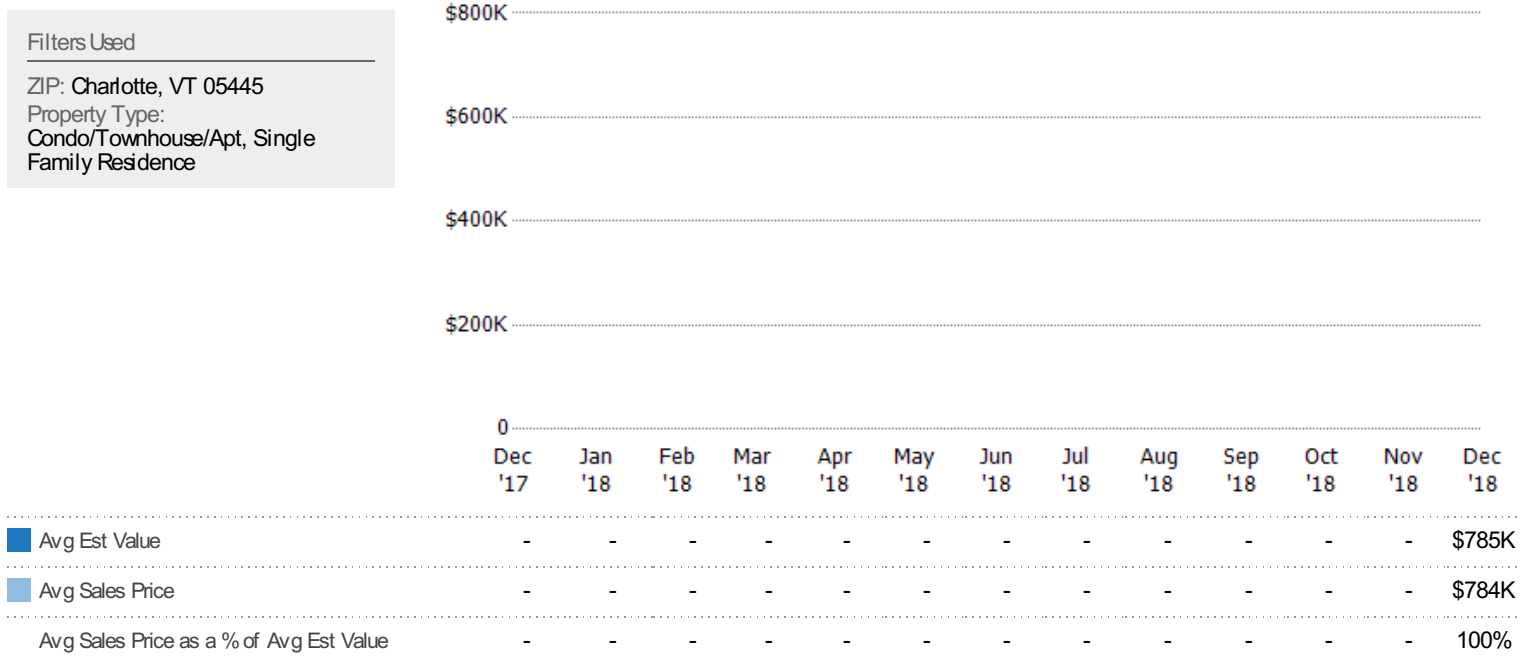 Filters Used
ZIP: Charlotte, VT 05445
Property Type:
Condo/Townhouse/Apt, Single
Family Residence
$800K
$600K
$400K
$200K
0
Dec Jan Feb Mar Apr May Jun Jul Aug Sep Oct Nov Dec
'17 '18 '18 '18 '18 '18 '18 '18 '18 '18 '18 '18 '18
Avg Est Value - - - - - - - - - - - - $785K
Avg Sales Price - - - - - - - - - - - - $784K
Avg Sales Price as a % of Avg Est Value - - - - - - - - - - - - 100%